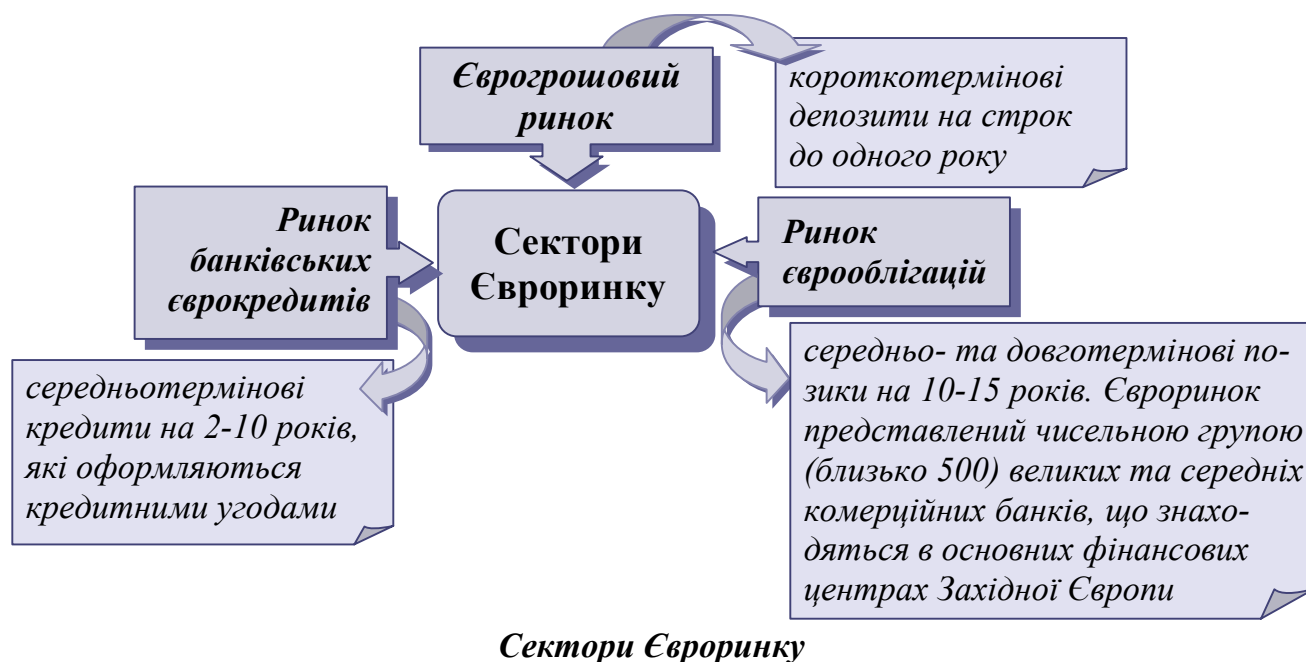 Єврогрошовий
ринок
короткотермінові
депозити на строк
до одного року
Ринок
банківських
єврокредитів
Сектори
Євроринку
Ринок
єврооблігацій
середньотермінові
кредити на 2-10 років,
які оформляються
кредитними угодами
середньо- та довготермінові по-
зики на 10-15 років. Євроринок
представлений чисельною групою
(близько 500) великих та середніх
комерційних банків, що знахо-
дяться в основних фінансових
центрах Західної Європи
Сектори Євроринку